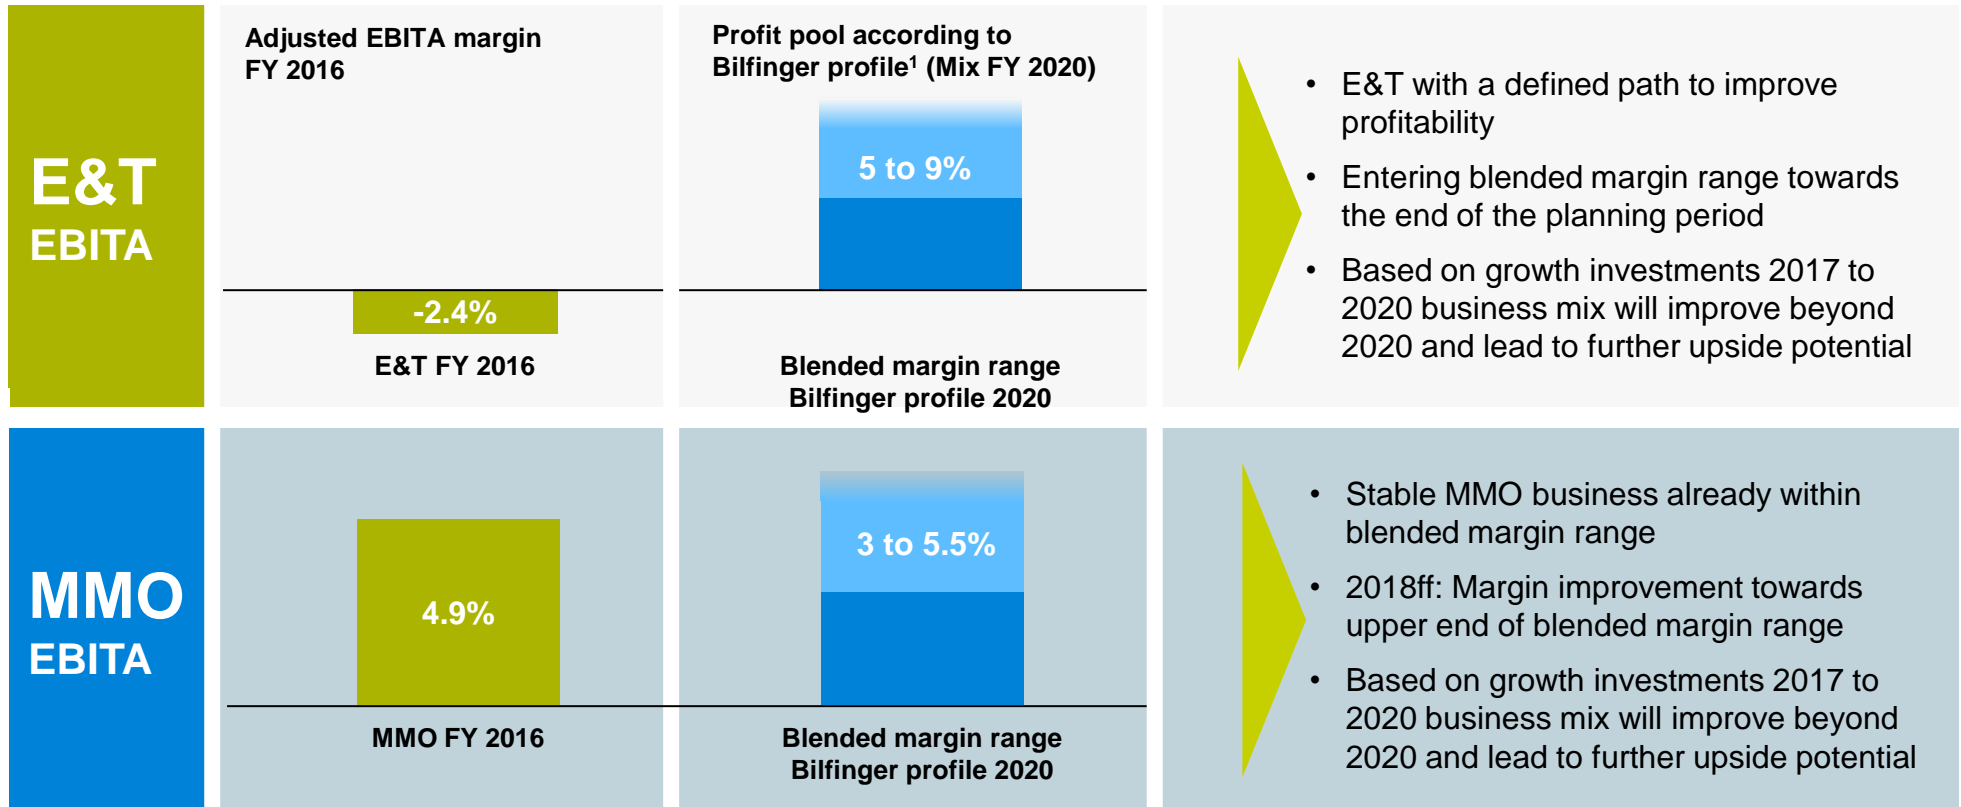 E&T
EBITA
Adjusted EBITA margin
FY 2016
-2.4%
E&T FY 2016
Profit pool according to
Bilfinger profile¹ (Mix FY 2020)
5 to 9%
Blended margin range
Bilfinger profile 2020
• E&T with a defined path to improve
profitability
• Entering blended margin range towards
the end of the planning period
• Based on growth investments 2017 to
2020 business mix will improve beyond
2020 and lead to further upside potential
MMO
EBITA
4.9%
MMO FY 2016
3 to 5.5%
Blended margin range
Bilfinger profile 2020
• Stable MMO business already within
blended margin range
• 2018ff: Margin improvement towards
upper end of blended margin range
• Based on growth investments 2017 to
2020 business mix will improve beyond
2020 and lead to further upside potential